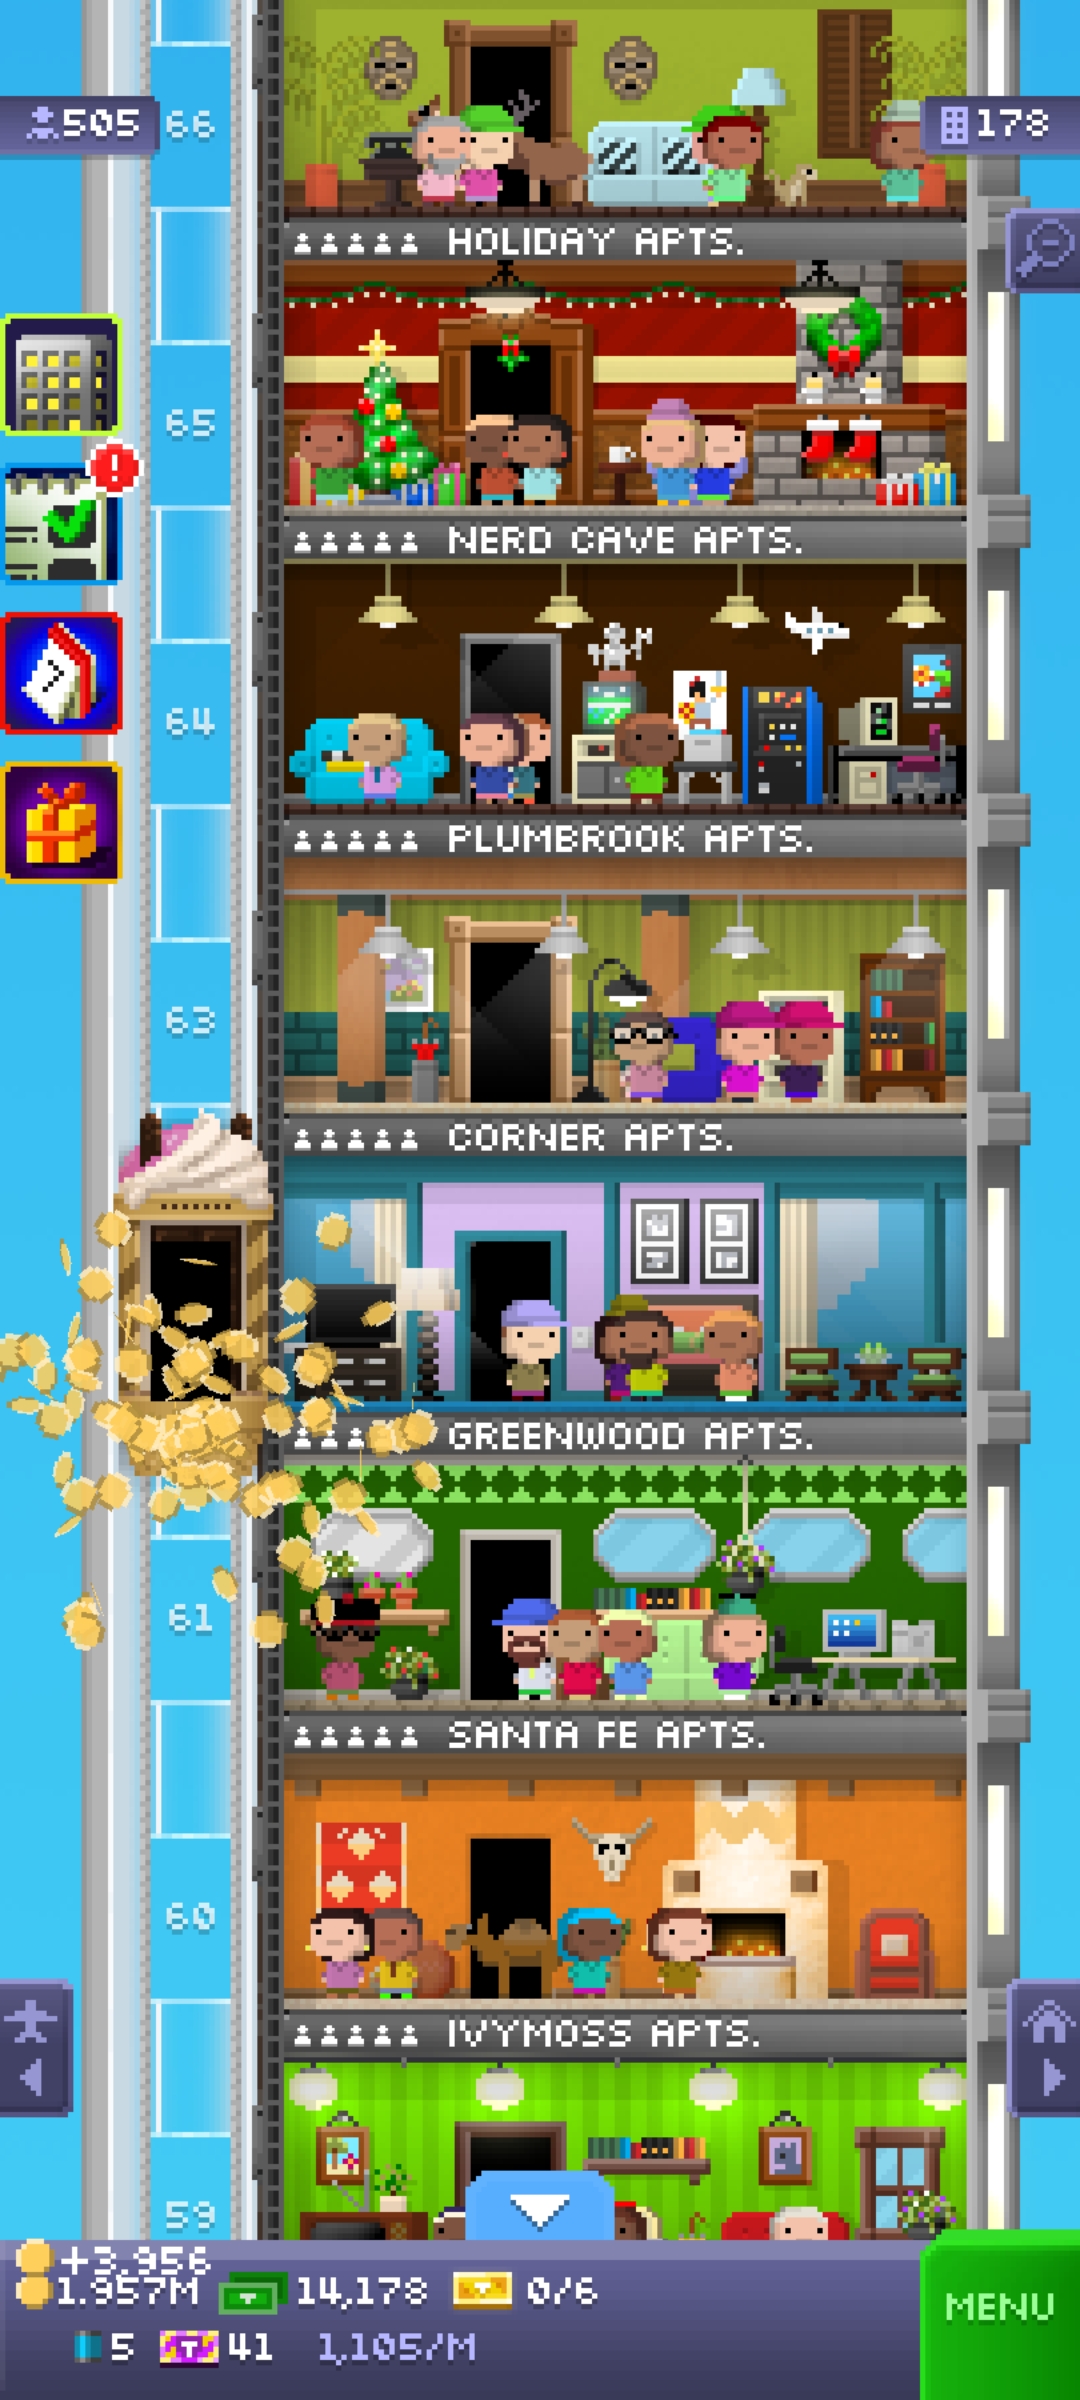 505
66
178
HOLIDAY APTS.
65
NERD CAVE APTS.
7
64
PLUMBROOK APTS.
63
CORNER APTS.
GREENWOOD APTS.
61
SANTA FE APTS.
60
IVYMOSS APTS.
59
+3,956
1.957M 14,178 0/6
5 T 41 1,105/M
MENU